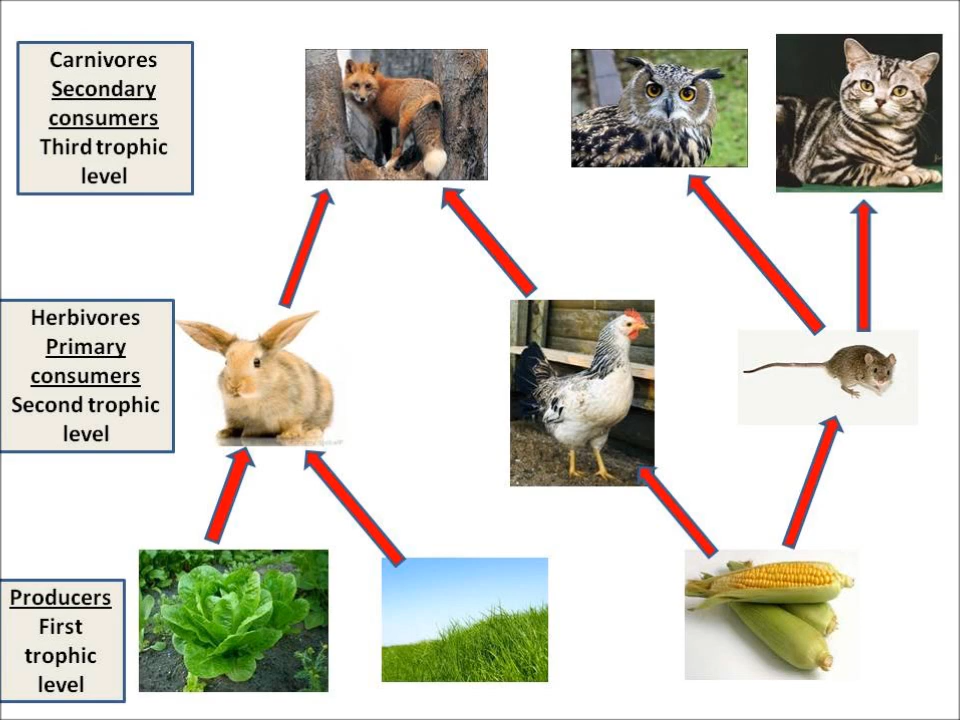 Carnivores
Secondary
consumers
Third trophic
level
Herbivores
Primary
consumers
Second trophic
level
Producers
First
trophic
level